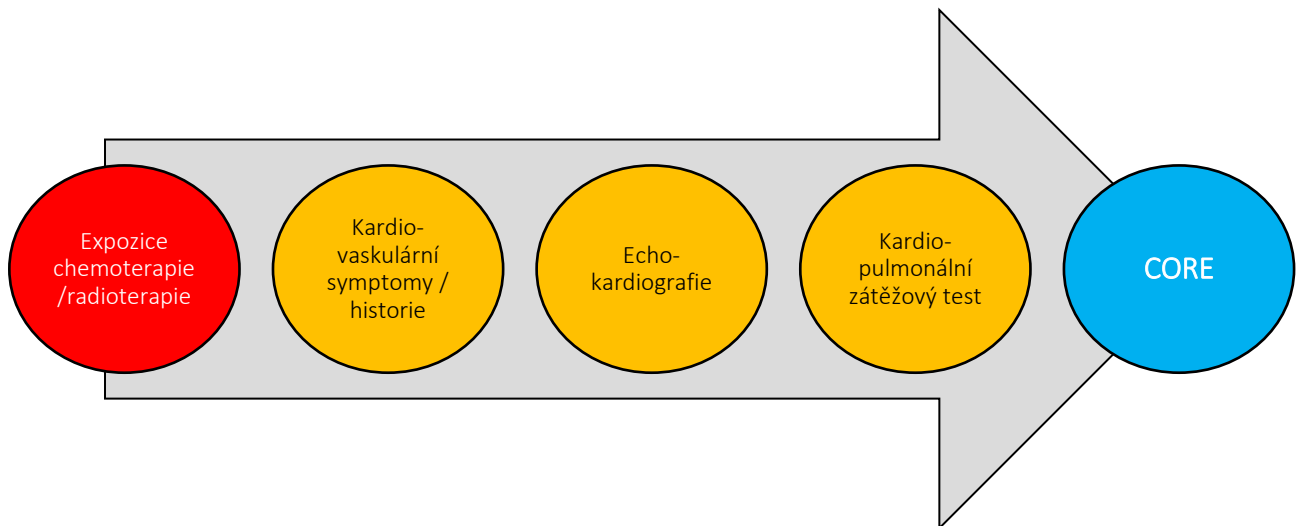 Expozice
chemoterapie
/radioterapie
Kardio-
vaskulární
symptomy /
historie
Echo-
kardiografie
Kardio-
pulmonální
zátěžový test
CORE